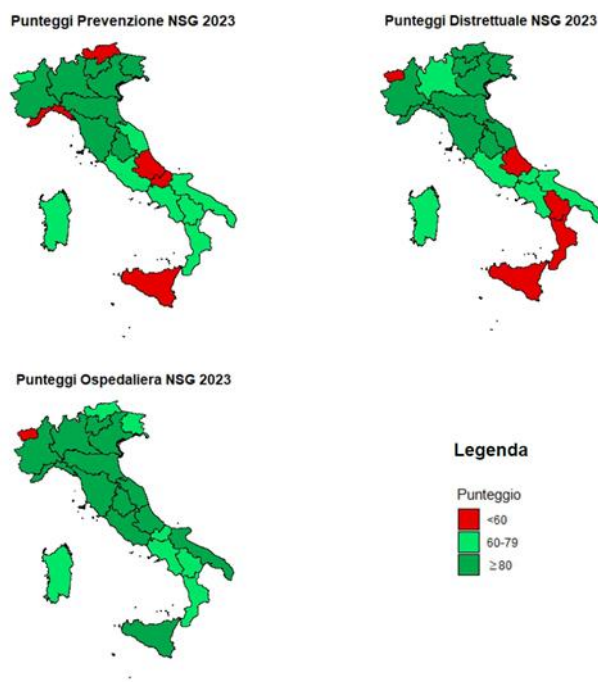 Punteggi Prevenzione NSG 2023
Punteggi Distrettuale NSG 2023
Punteggi Ospedaliera NSG 2023
Legenda
Punteggio
<60
60-79
≥80